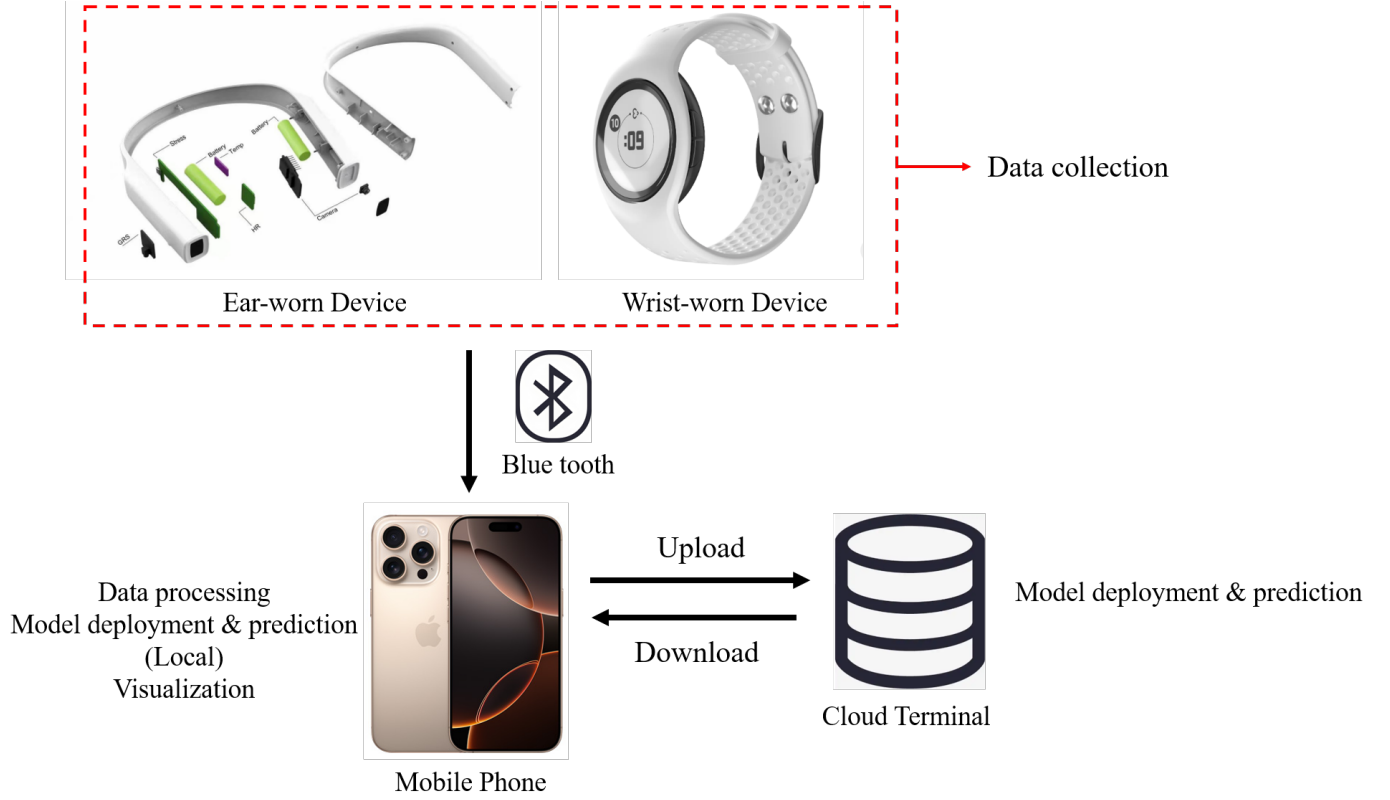 Stress
Battery
Temp
Battery
HR
Camera
GRS
10
:09
Data collection
Ear-worn Device
Wrist-worn Device
Blue tooth
Upload
Download
Data processing
Model deployment & prediction
(Local)
Visualization
Model deployment & prediction
Cloud Terminal
Mobile Phone